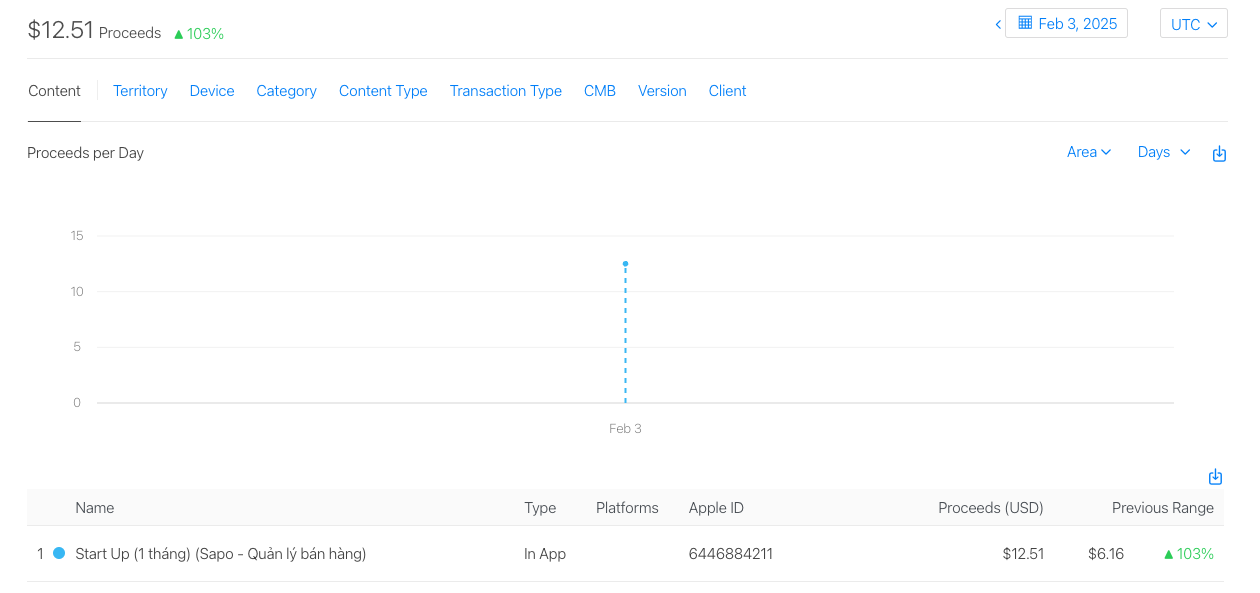 $12.51 Proceeds ▲103%
Feb 3, 2025
UTC
Content Territory Device Category Content Type Transaction Type CMB Version Client
Proceeds per Day
Area Days
15
10
5
0
Feb 3
Name Type Platforms Apple ID Proceeds (USD) Previous Range
1 Start Up (1 tháng) (Sapo - Quản lý bán hàng) In App 6446884211 $12.51 $6.16 ▲103%